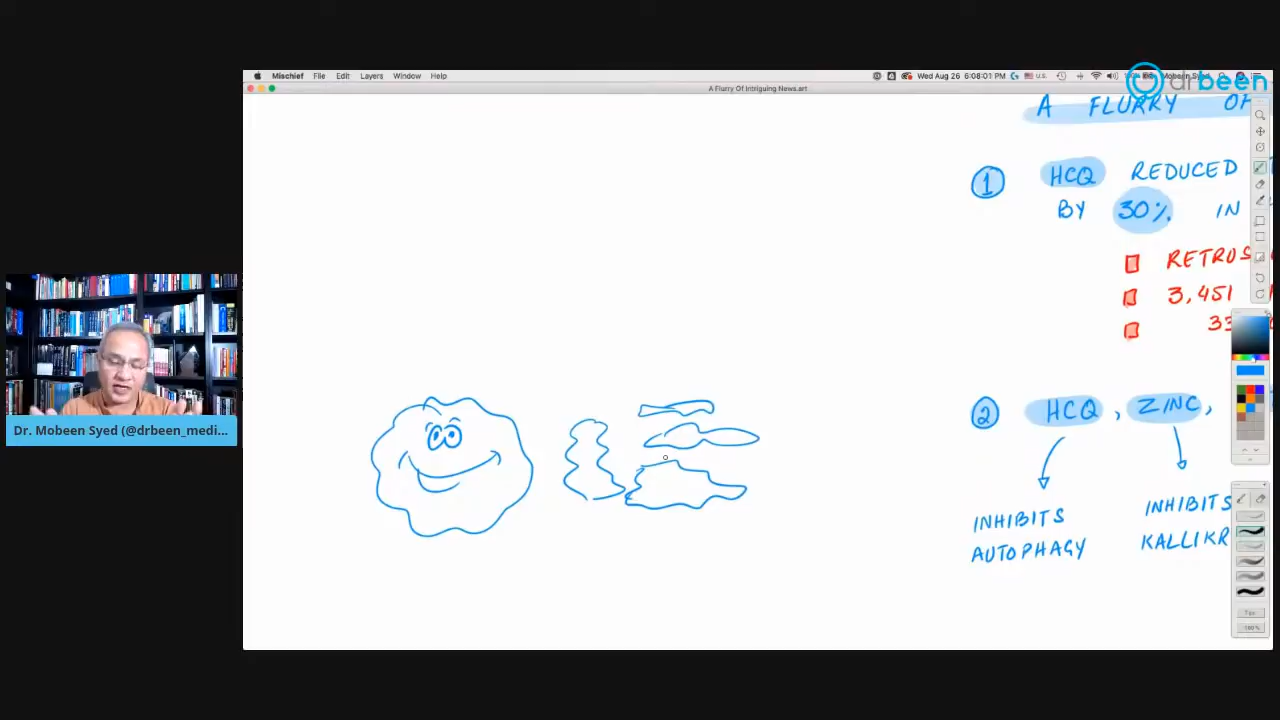 drbeen
Mischief File Edit Layers Window Help
Wed Aug 26 6:08:01 PM
A Flurry Of Intriguing News.art
A FLURRY OF
1 HCQ REDUCED
BY 30% IN
RETROS
3,451
33
2 HCQ, ZINC,
INHIBITS
AUTOPHAGY
INHIBITS
KALLIKR
Dr. Mobeen Syed (@drbeen_medi...